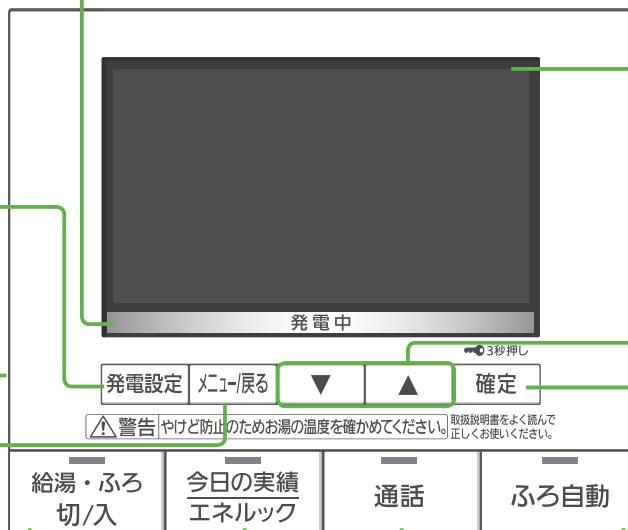 発電中
3秒押し
発電設定 メニュー/戻る ▼ ▲ 確定
警告 やけど防止のためお湯の温度を確かめてください。 取扱説明書をよく読んで
正しくお使いください。
給湯・ふろ
切/入
今日の実績
エネルック
通話
ふろ自動